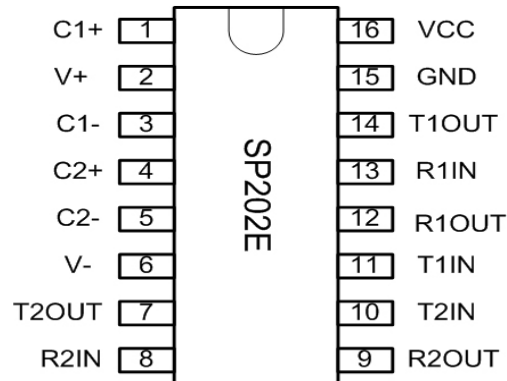 C1+ 1 16 VCC
V+ 2 15 GND
C1- 3 14 T1OUT
C2+ 4 13 R1IN
SP202E
C2- 5 12 R1OUT
V- 6 11 T1IN
T2OUT 7 10 T2IN
R2IN 8 9 R2OUT